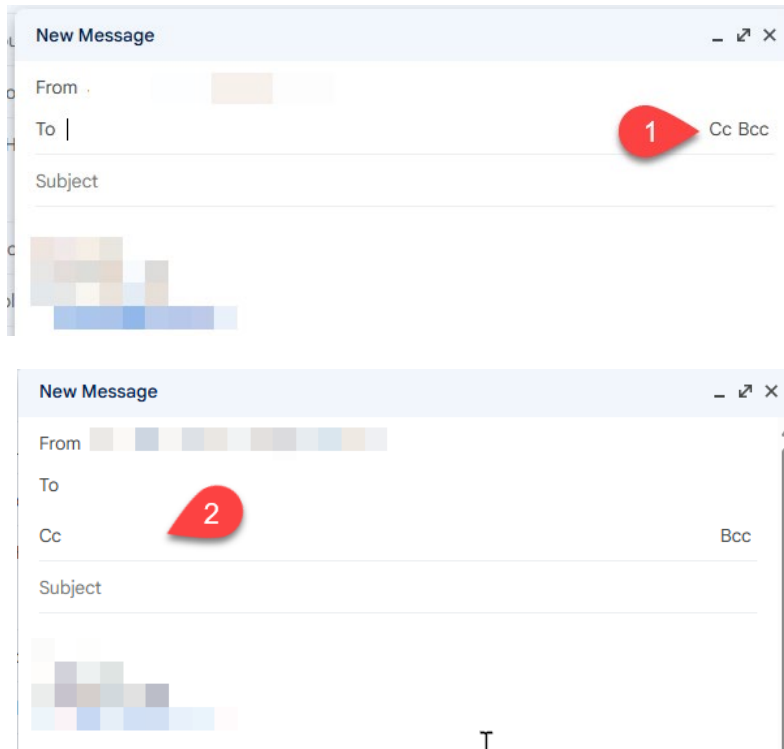 New Message
From
To
1
Cc Bcc
Subject
New Message
From
To
Cc
2
Bcc
Subject